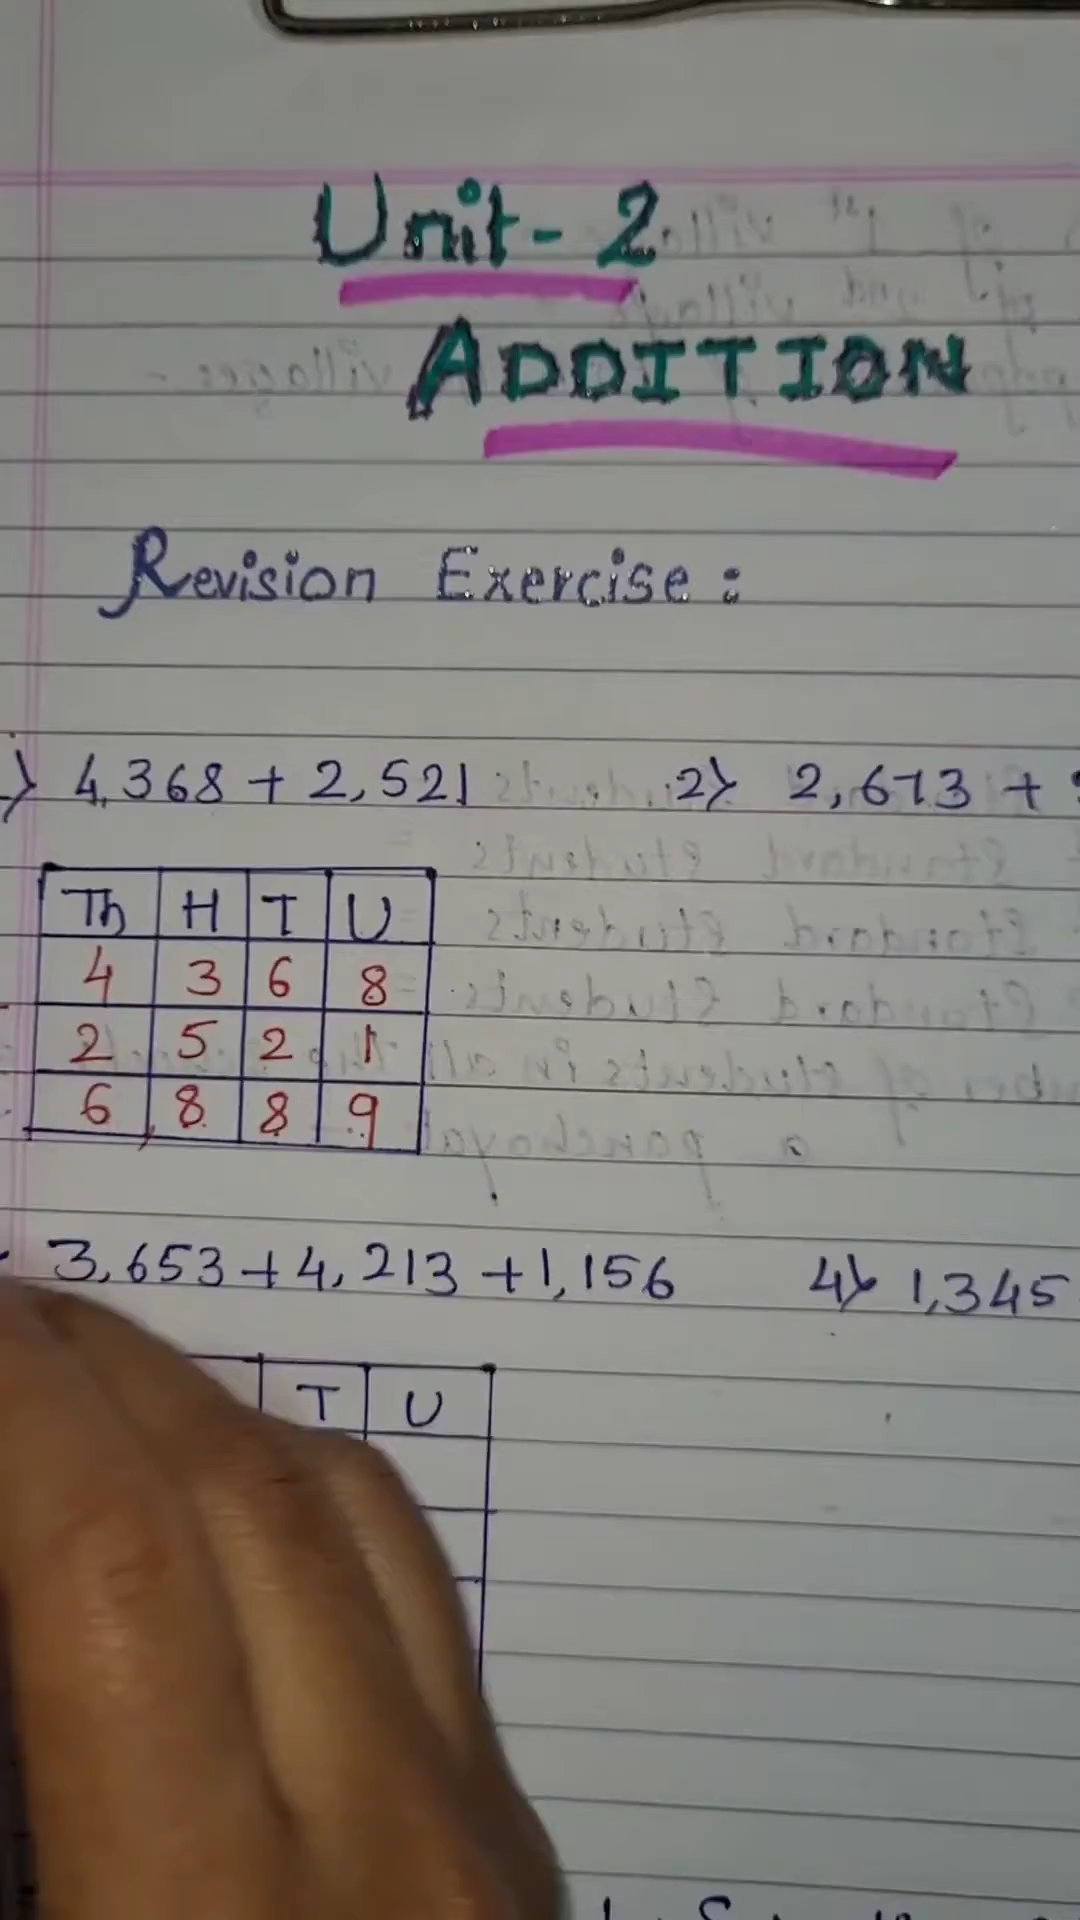 Unit-2
ADDITION
Revision Exercise:
4,368 + 2,521 2) 2,673 +
Th H T U
4 3 6 8
2 5 2 1
6,8 8 9
3,653 + 4,213 + 1,156 4) 1,345
T U